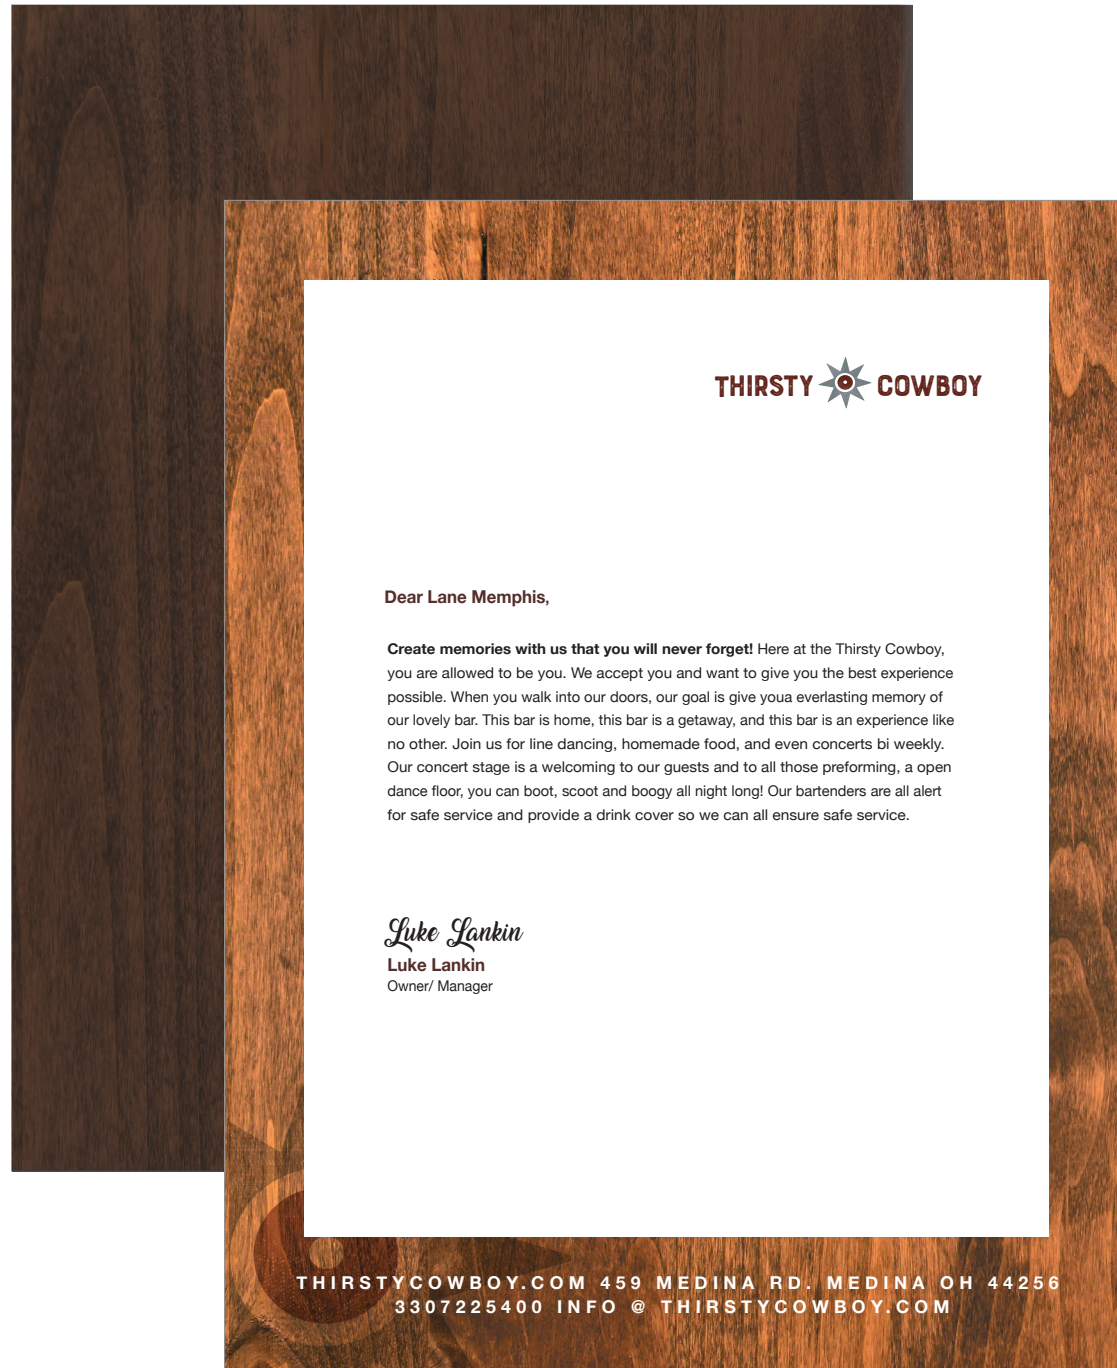 THIRSTY COWBOY
Dear Lane Memphis,
Create memories with us that you will never forget! Here at the Thirsty Cowboy,
you are allowed to be you. We accept you and want to give you the best experience
possible. When you walk into our doors, our goal is give youa everlasting memory of
our lovely bar. This bar is home, this bar is a getaway, and this bar is an experience like
no other. Join us for line dancing, homemade food, and even concerts bi weekly.
Our concert stage is a welcoming to our guests and to all those preforming, a open
dance floor, you can boot, scoot and boogy all night long! Our bartenders are all alert
for safe service and provide a drink cover so we can all ensure safe service.
Luke Lankin
Luke Lankin
Owner/ Manager
THIRSTYCOWBOY.COM 459 MEDINA RD. MEDINA OH 44256
3307225400 INFO @ THIRSTYCOWBOY.COM